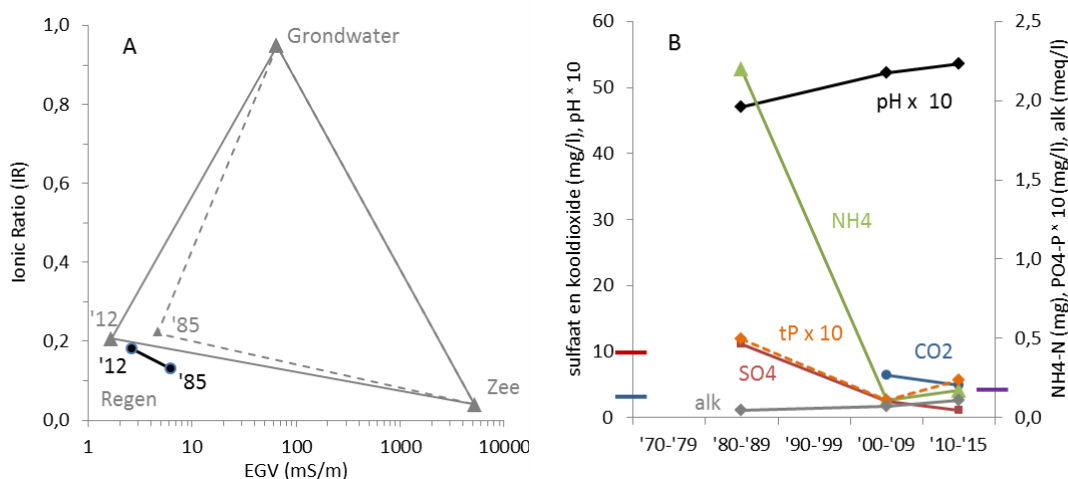 A
Ionic Ratio (IR)
1,0
0,8
0,6
0,4
0,2
0,0
Grondwater
'12
'85
'12
'85
Regen
Zee
1 10 100 1000 10000
EGV (mS/m)
B
sulfaat en kooldioxide (mg/l), pH * 10
60
50
40
30
20
10
0
pH x 10
NH4
tP x 10
CO2
SO4
alk
'70-'79 '80-'89 '90-'99 '00-'09 '10-'15
2,5
2,0
1,5
1,0
0,5
0,0
NH4-N (mg), PO4-P * 10 (mg/l), alk (meq/l)